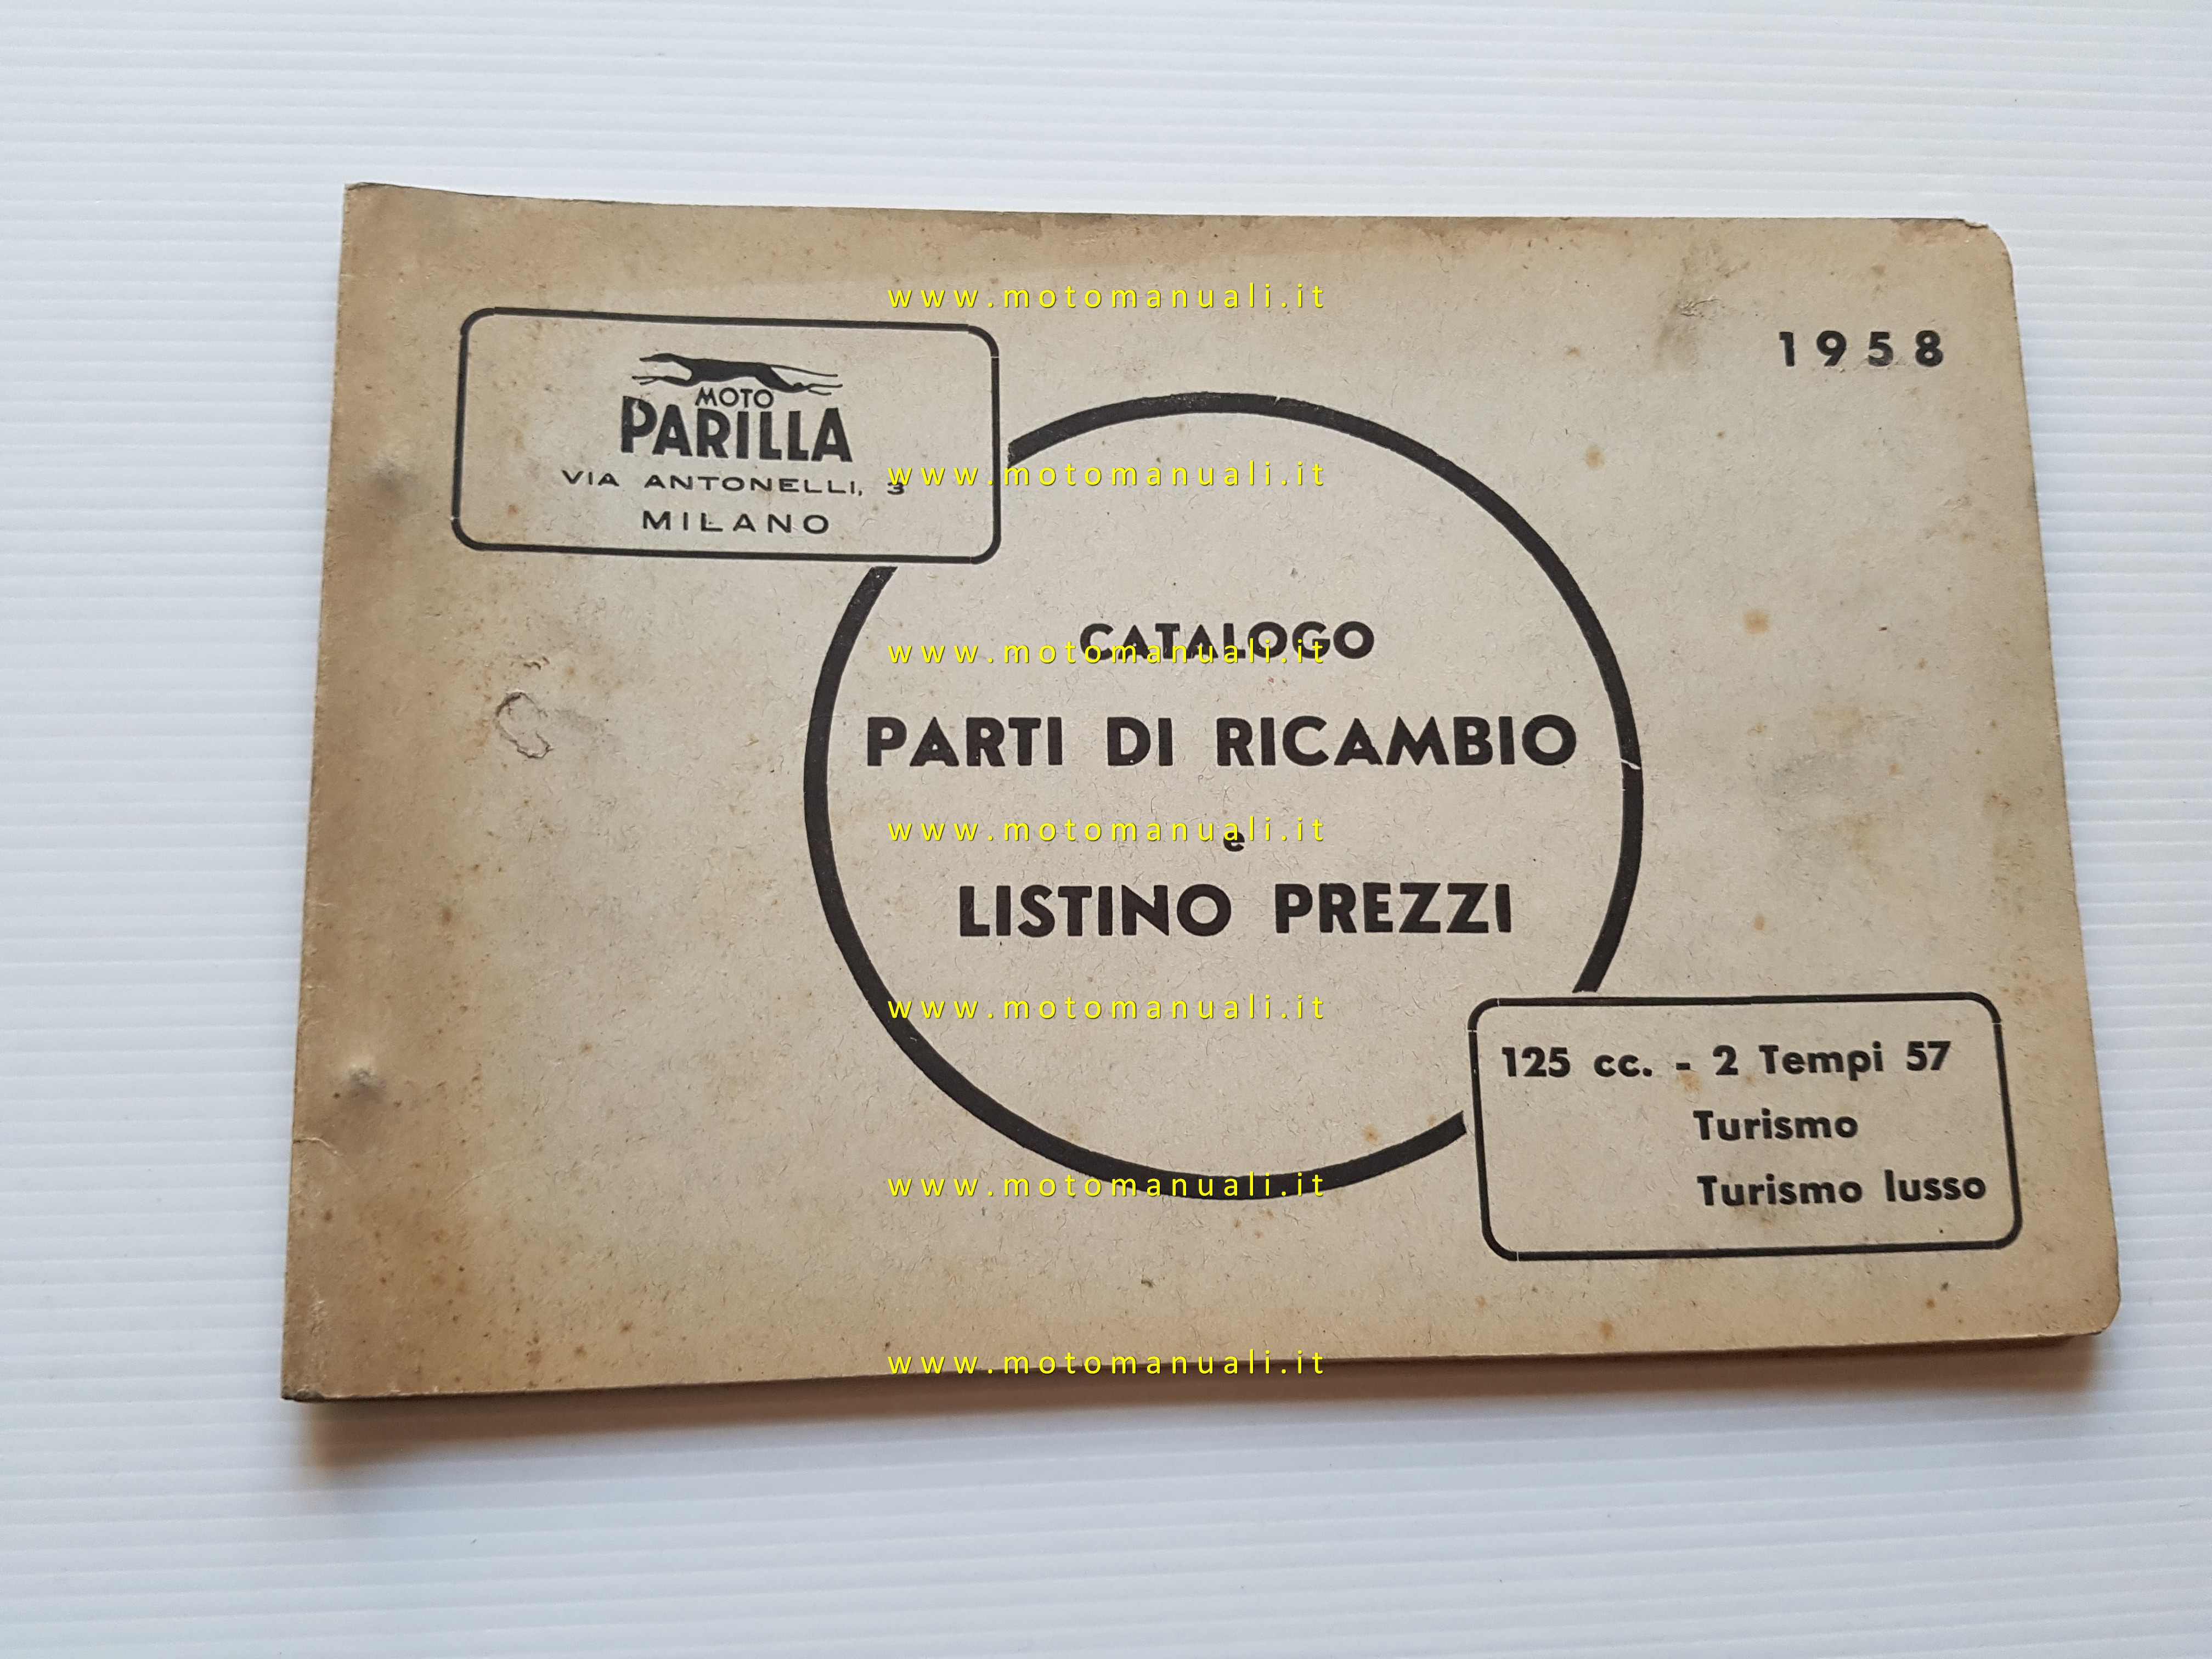 www.motomanuali.it
1958
MOTO
PARILLA
VIA ANTONELLI, 3
MILANO
www.motomanuali.it
CATALOGO
www.motomanuali.it
PARTI DI RICAMBIO
www.motomanuali.it
e
LISTINO PREZZI
www.motomanuali.it
125 cc. - 2 Tempi 57
Turismo
Turismo lusso
www.motomanuali.it
www.motomanuali.it